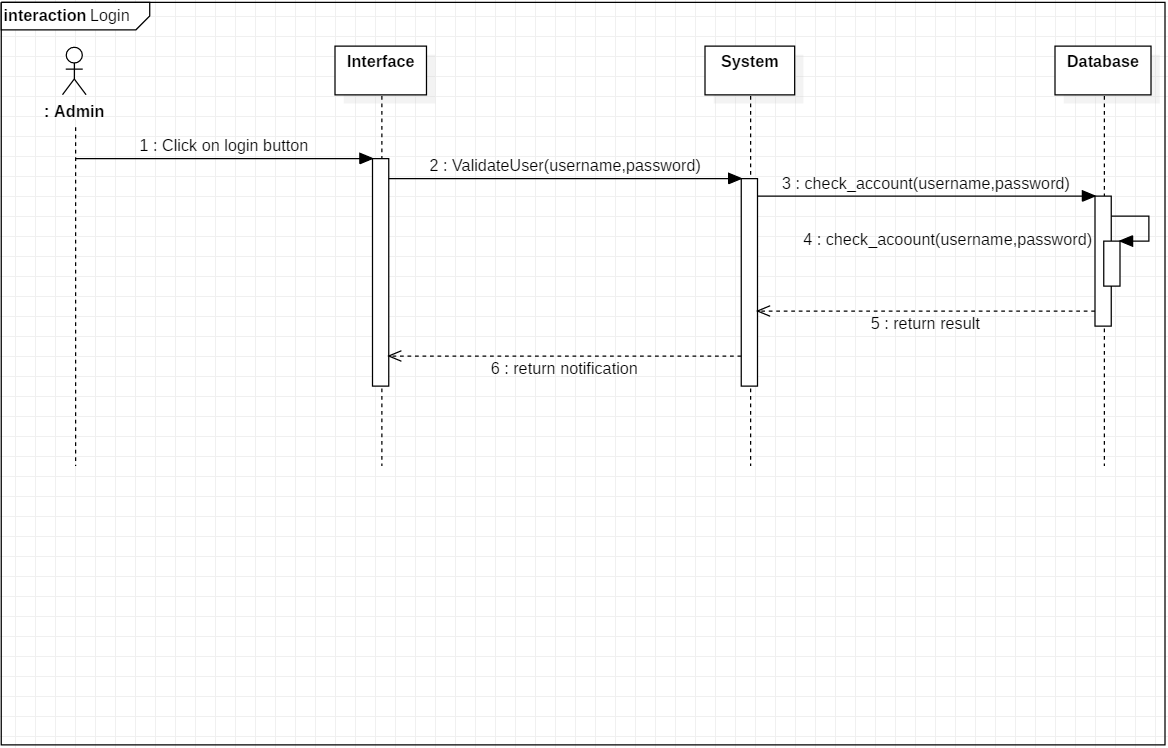 interaction Login
: Admin
Interface
System
Database
1 : Click on login button
2 : ValidateUser(username,password)
3 : check_account(username,password)
4 : check_acoount(username,password)
5 : return result
6 : return notification